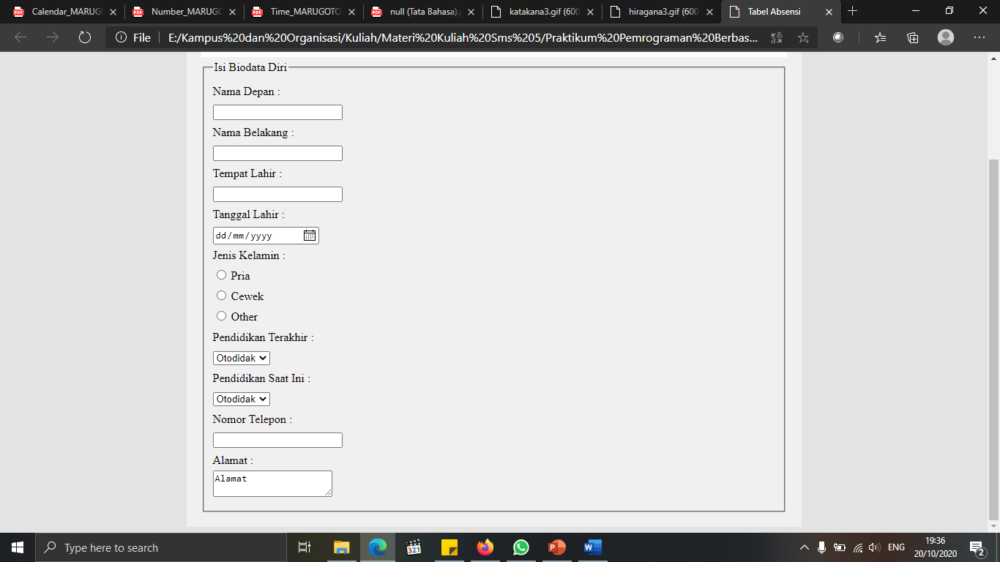 Calendar_MARUGO
Number_MARUGO
Time_MARUGOTO
null (Tata Bahasa).
katakana3.gif (600
hiragana3.gif (600
Tabel Absensi
File
E:/Kampus%20dan%20Organisasi/Kuliah/Materi%20Kuliah%20Sms%205/Praktikum%20Pemrograman%20Berbas...
Isi Biodata Diri
Nama Depan :
Nama Belakang :
Tempat Lahir :
Tanggal Lahir :
dd/mm/yyyy
Jenis Kelamin :
Pria
Cewek
Other
Pendidikan Terakhir :
Otodidak
Pendidikan Saat Ini :
Otodidak
Nomor Telepon :
Alamat :
Alamat
Type here to search
321
ENG
19:36
20/10/2020
2